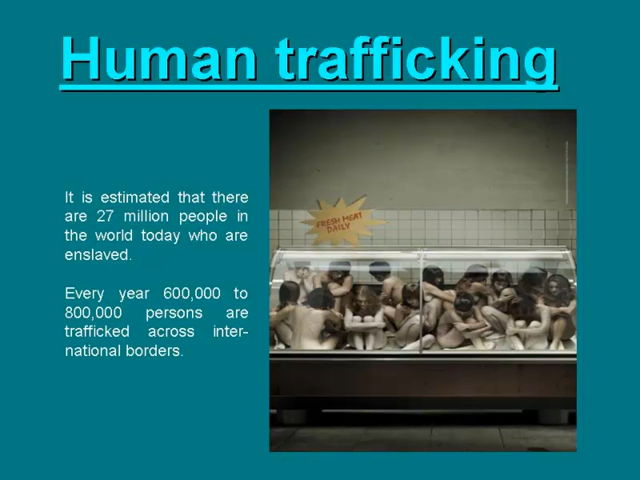 Human trafficking
FRESH MEAT
DAILY
It is estimated that there
are 27 million people in
the world today who are
enslaved.
Every year 600,000 to
800,000 persons are
trafficked across inter-
national borders.